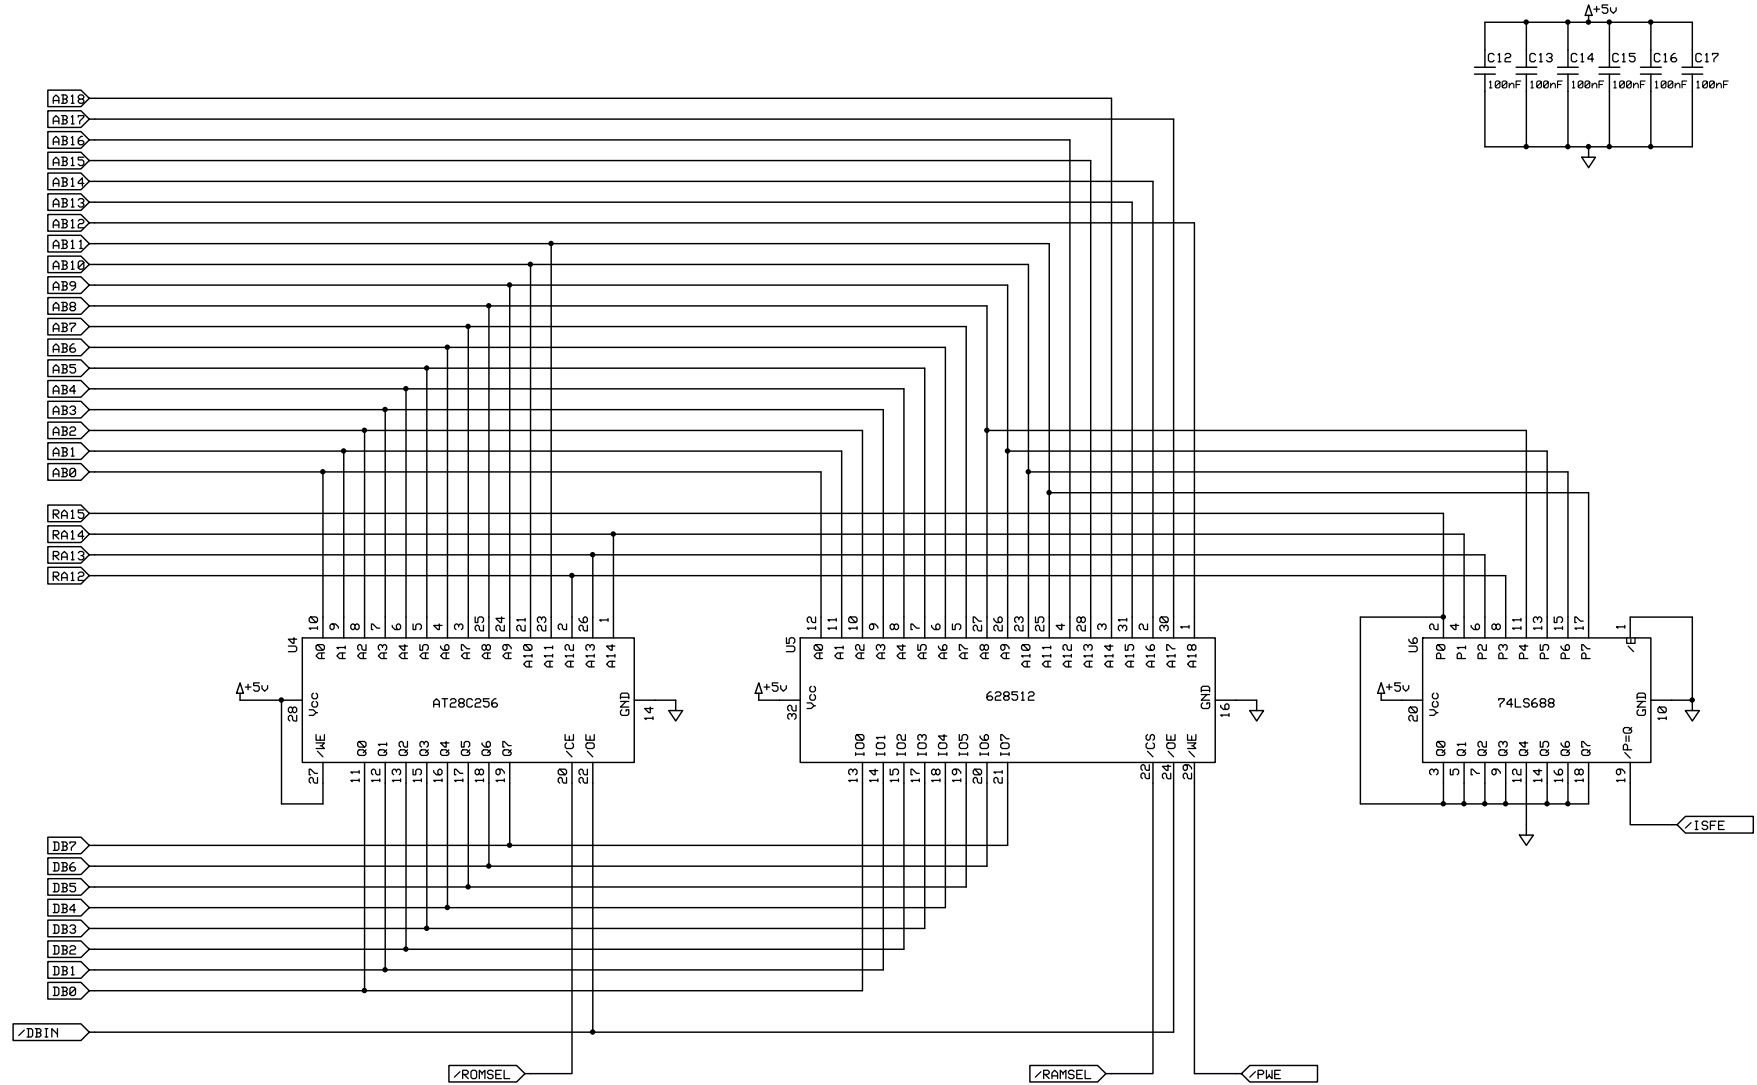 +5v
C12 C13 C14 C15 C16 C17
100nF 100nF 100nF 100nF 100nF 100nF
AB18
AB17
AB16
AB15
AB14
AB13
AB12
AB11
AB10
AB9
AB8
AB7
AB6
AB5
AB4
AB3
AB2
AB1
AB0
RA15
RA14
RA13
RA12
U4
10 9 8 7 6 5 4 3 25 24 21 23 2 26 1
A0 A1 A2 A3 A4 A5 A6 A7 A8 A9 A10 A11 A12 A13 A14
+5v
28
Vcc
AT28C256
GND
14
/WE Q0 Q1 Q2 Q3 Q4 Q5 Q6 Q7 /CE /OE
27 11 12 13 15 16 17 18 19 20 22
U5
12 11 10 9 8 7 6 5 27 26 23 25 4 28 3 31 2 30 1
A0 A1 A2 A3 A4 A5 A6 A7 A8 A9 A10 A11 A12 A13 A14 A15 A16 A17 A18
+5v
32
Vcc
628512
GND
16
IO0 IO1 IO2 IO3 IO4 IO5 IO6 IO7 /CS /OE /WE
13 14 15 17 18 19 20 21 22 24 29
U6
2 4 6 8 11 13 15 17 1
P0 P1 P2 P3 P4 P5 P6 P7 /E
+5v
20
Vcc
74LS688
GND
10
Q0 Q1 Q2 Q3 Q4 Q5 Q6 Q7 /P=Q
3 5 7 9 12 14 16 18 19
/ISFE
DB7
DB6
DB5
DB4
DB3
DB2
DB1
DB0
/DBIN
/ROMSEL
/RAMSEL
/PWE